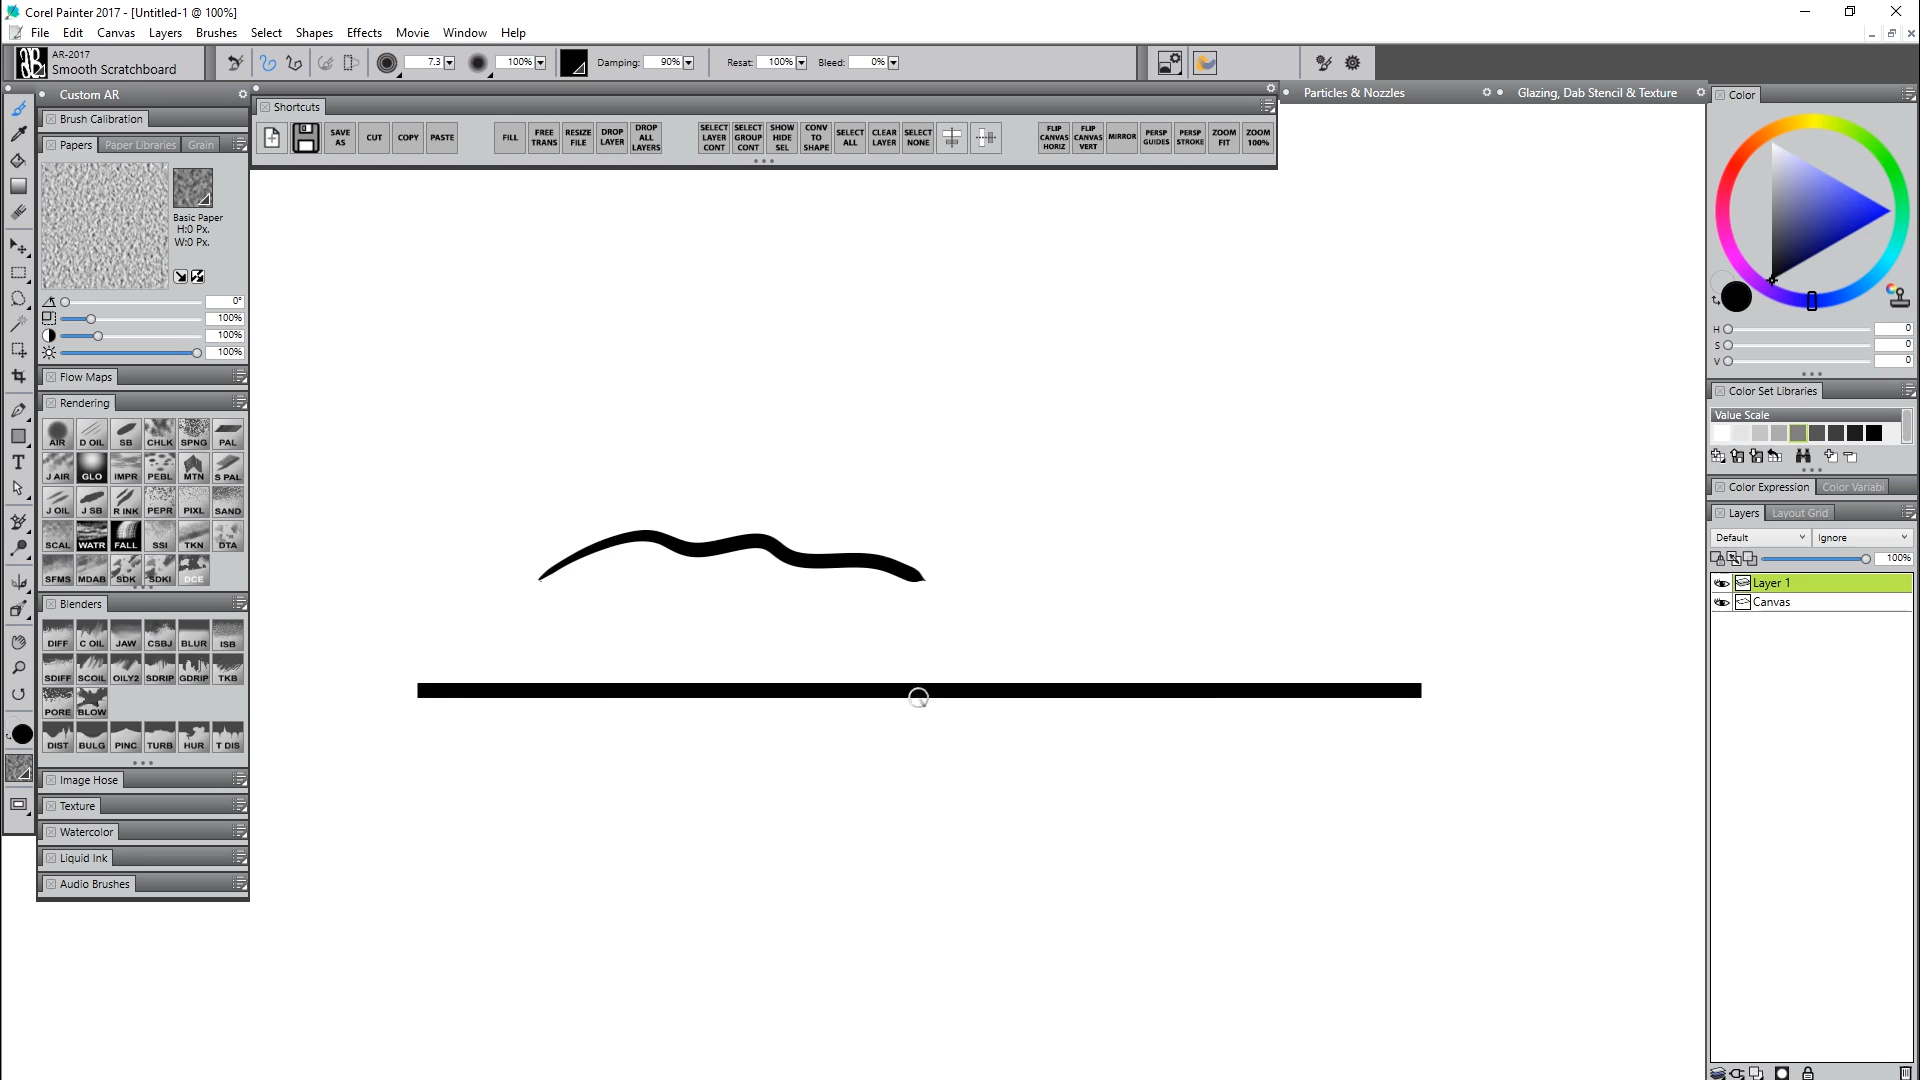 Corel Painter 2017 - [Untitled-1 @ 100%]
File Edit Canvas Layers Brushes Select Shapes Effects Movie Window Help
AR-2017
Smooth Scratchboard
7.3 100% Damping: 90% Resat: 100% Bleed: 0%
Custom AR
Brush Calibration
Papers Paper Libraries Grain
Basic Paper
H:0 Px.
W:0 Px.
0°
100%
100%
100%
Flow Maps
Rendering
AIR D OIL SB CHLK SPNG PAL
J AIR GLO IMPR PEBL MTN S PAL
J OIL J SB R INK PEPR PIXL SAND
SCAL WATR FALL SSI TKN DTA
SFMS MDAB SDK SDKI DCE
Blenders
DIFF C OIL JAW CSBJ BLUR ISB
SDIFF SCOIL OILY2 SDRIP GDRIP TKB
PORE BLOW
DIST BULG PINC TURB HUR T DIS
Image Hose
Texture
Watercolor
Liquid Ink
Audio Brushes
Shortcuts
SAVE AS CUT COPY PASTE FILL FREE TRANS RESIZE FILE DROP LAYER DROP ALL LAYERS SELECT LAYER CONT SELECT GROUP CONT SHOW HIDE SEL CONV TO SHAPE SELECT ALL CLEAR LAYER SELECT NONE FLIP CANVAS HORIZ FLIP CANVAS VERT MIRROR PERSP GUIDES PERSP STROKE ZOOM FIT ZOOM 100%
Particles & Nozzles
Glazing, Dab Stencil & Texture
Color
H 0
S 0
V 0
Color Set Libraries
Value Scale
Color Expression Color Variabi
Layers Layout Grid
Default Ignore
100%
Layer 1
Canvas